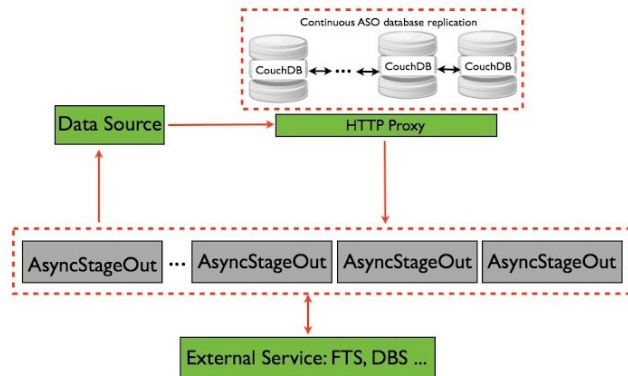 Continuous ASO database replication
CouchDB ... CouchDB CouchDB
Data Source
HTTP Proxy
AsyncStageOut ... AsyncStageOut AsyncStageOut AsyncStageOut
External Service: FTS, DBS ...